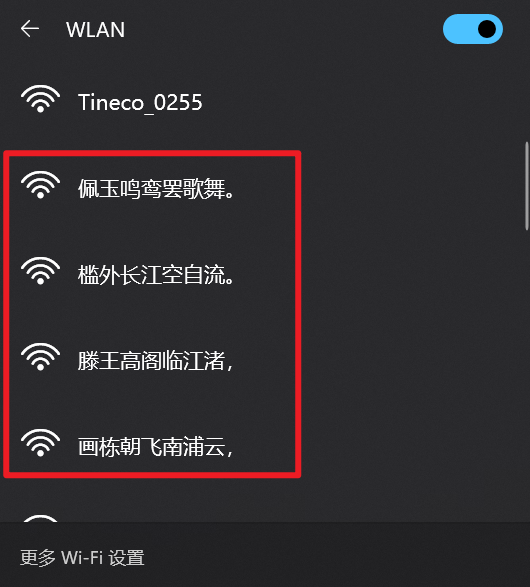 WLAN
Tineco_0255
佩玉鸣鸾罢歌舞。
槛外长江空自流。
滕王高阁临江渚，
画栋朝飞南浦云，
更多 Wi-Fi 设置